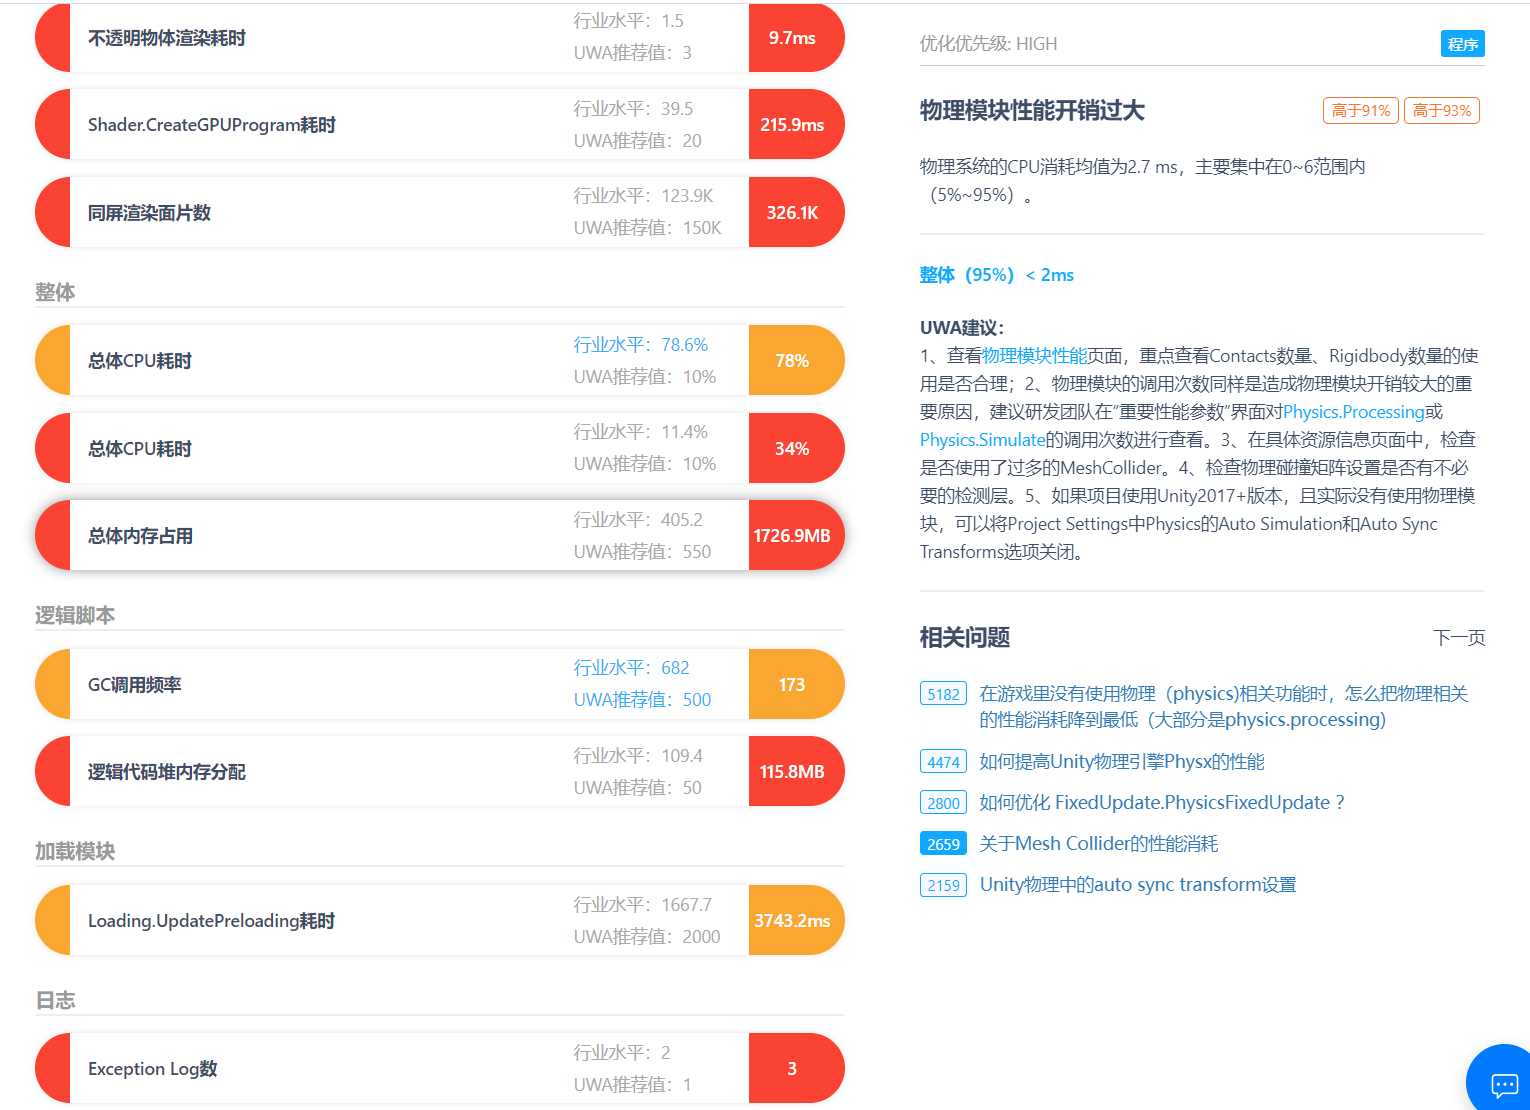 不透明物体渲染耗时
行业水平：1.5
UWA推荐值：3
9.7ms
Shader.CreateGPUProgram耗时
行业水平：39.5
UWA推荐值：20
215.9ms
同屏渲染面片数
行业水平：123.9K
UWA推荐值：150K
326.1K
整体
总体CPU耗时
行业水平：78.6%
UWA推荐值：10%
78%
总体CPU耗时
行业水平：11.4%
UWA推荐值：10%
34%
总体内存占用
行业水平：405.2
UWA推荐值：550
1726.9MB
逻辑脚本
GC调用频率
行业水平：682
UWA推荐值：500
173
逻辑代码堆内存分配
行业水平：109.4
UWA推荐值：50
115.8MB
加载模块
Loading.UpdatePreloading耗时
行业水平：1667.7
UWA推荐值：2000
3743.2ms
日志
Exception Log数
行业水平：2
UWA推荐值：1
3
优化优先级: HIGH
程序
物理模块性能开销过大
高于91%
高于93%
物理系统的CPU消耗均值为2.7 ms，主要集中在0~6范围内
（5%~95%）。
整体（95%）< 2ms
UWA建议：
1、查看物理模块性能页面，重点查看Contacts数量、Rigidbody数量的使
用是否合理；2、物理模块的调用次数同样是造成物理模块开销较大的重
要原因，建议研发团队在“重要性能参数”界面对Physics.Processing或
Physics.Simulate的调用次数进行查看。3、在具体资源信息页面中，检查
是否使用了过多的MeshCollider。4、检查物理碰撞矩阵设置是否有不必
要的检测层。5、如果项目使用Unity2017+版本，且实际没有使用物理模
块，可以将Project Settings中Physics的Auto Simulation和Auto Sync
Transforms选项关闭。
相关问题
下一页
5182
在游戏里没有使用物理（physics)相关功能时，怎么把物理相关
的性能消耗降到最低（大部分是physics.processing)
4474
如何提高Unity物理引擎Physx的性能
2800
如何优化 FixedUpdate.PhysicsFixedUpdate ？
2659
关于Mesh Collider的性能消耗
2159
Unity物理中的auto sync transform设置